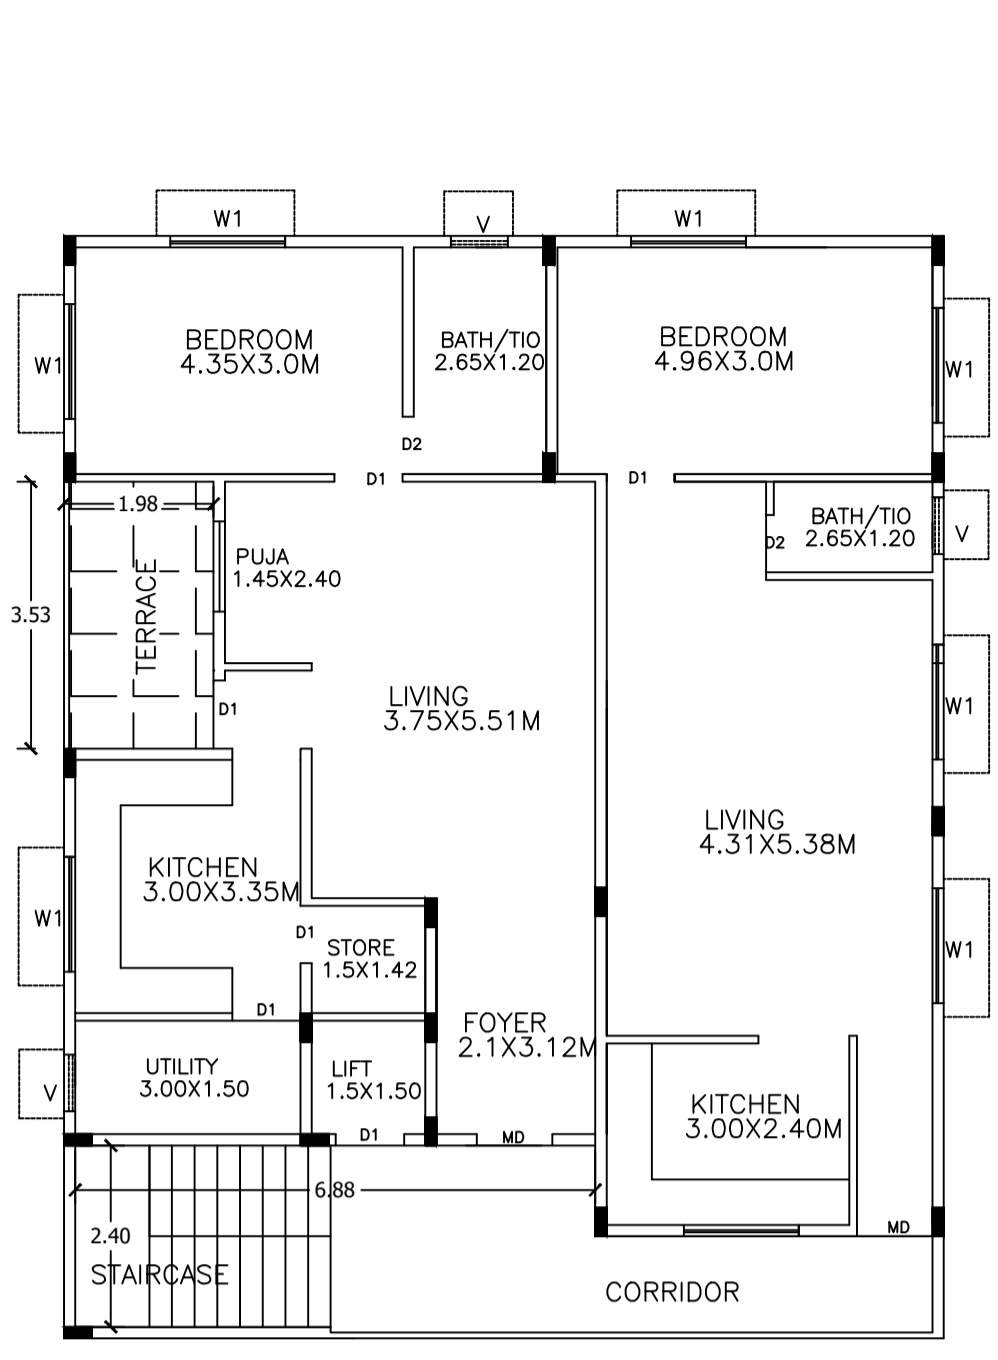 W1
V
W1
BEDROOM
4.35X3.0M
BATH/TIO
2.65X1.20
BEDROOM
4.96X3.0M
W1
W1
D2
D1
D1
1.98
PUJA
1.45X2.40
BATH/TIO
2.65X1.20
D2
V
3.53
TERRACE
LIVING
3.75X5.51M
D1
W1
LIVING
4.31X5.38M
KITCHEN
3.00X3.35M
W1
D1
STORE
1.5X1.42
W1
D1
FOYER
2.1X3.12M
UTILITY
3.00X1.50
LIFT
1.5X1.50
V
KITCHEN
3.00X2.40M
D1
MD
6.88
2.40
MD
STAIRCASE
CORRIDOR